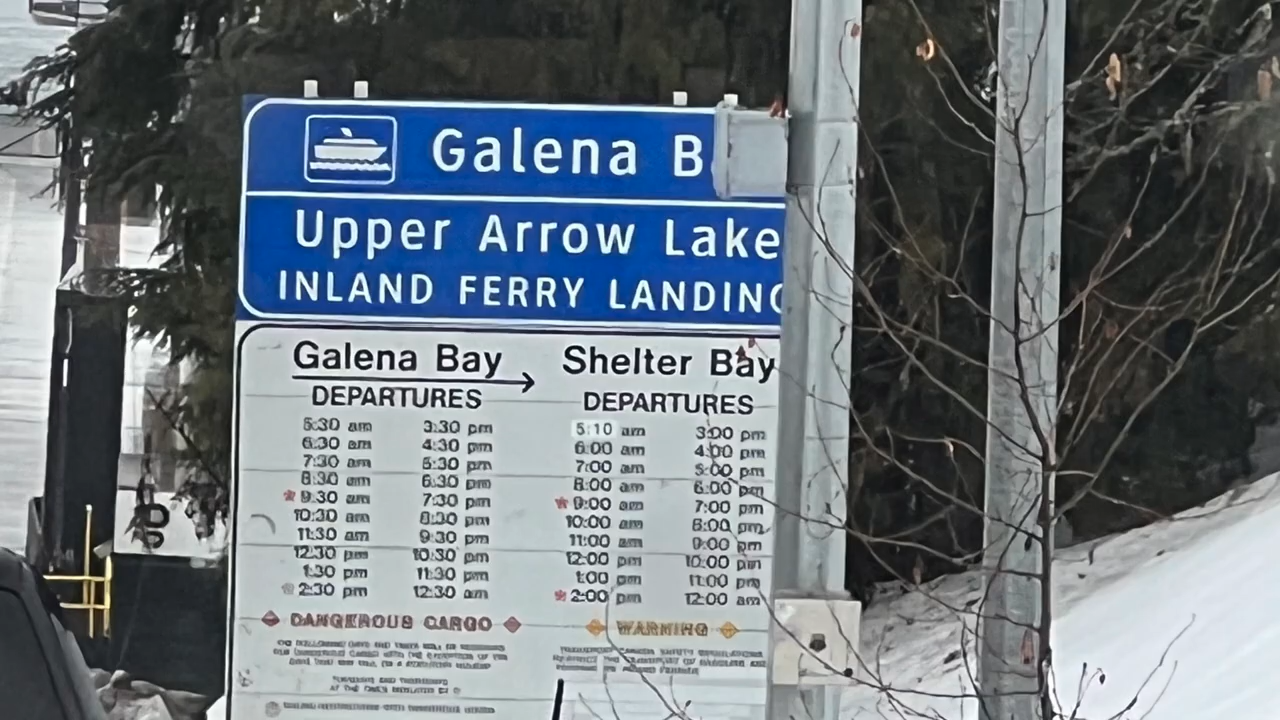 Galena B
Upper Arrow Lake
INLAND FERRY LANDING
Galena Bay → Shelter Bay
DEPARTURES DEPARTURES
5:30 am 3:30 pm 5:10 am 3:00 pm
6:30 am 4:30 pm 6:00 am 4:00 pm
7:30 am 5:30 pm 7:00 am 5:00 pm
8:30 am 6:30 pm 8:00 am 6:00 pm
* 9:30 am 7:30 pm * 9:00 am 7:00 pm
10:30 am 8:30 pm 10:00 am 8:00 pm
11:30 am 9:30 pm 11:00 am 9:00 pm
12:30 pm 10:30 pm 12:00 pm 10:00 pm
1:30 pm 11:30 pm 1:00 pm 11:00 pm
* 2:30 pm 12:30 am * 2:00 pm 12:00 am
DANGEROUS CARGO WARNING